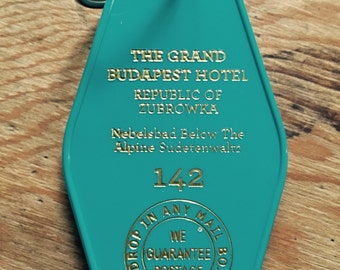 THE GRAND
BUDAPEST HOTEL
REPUBLIC OF
ZUBROWKA
Nebelsbad Below The
Alpine Sudetenwaltz
142
DROP IN ANY MAIL BOX
WE
GUARANTEE
POSTAGE